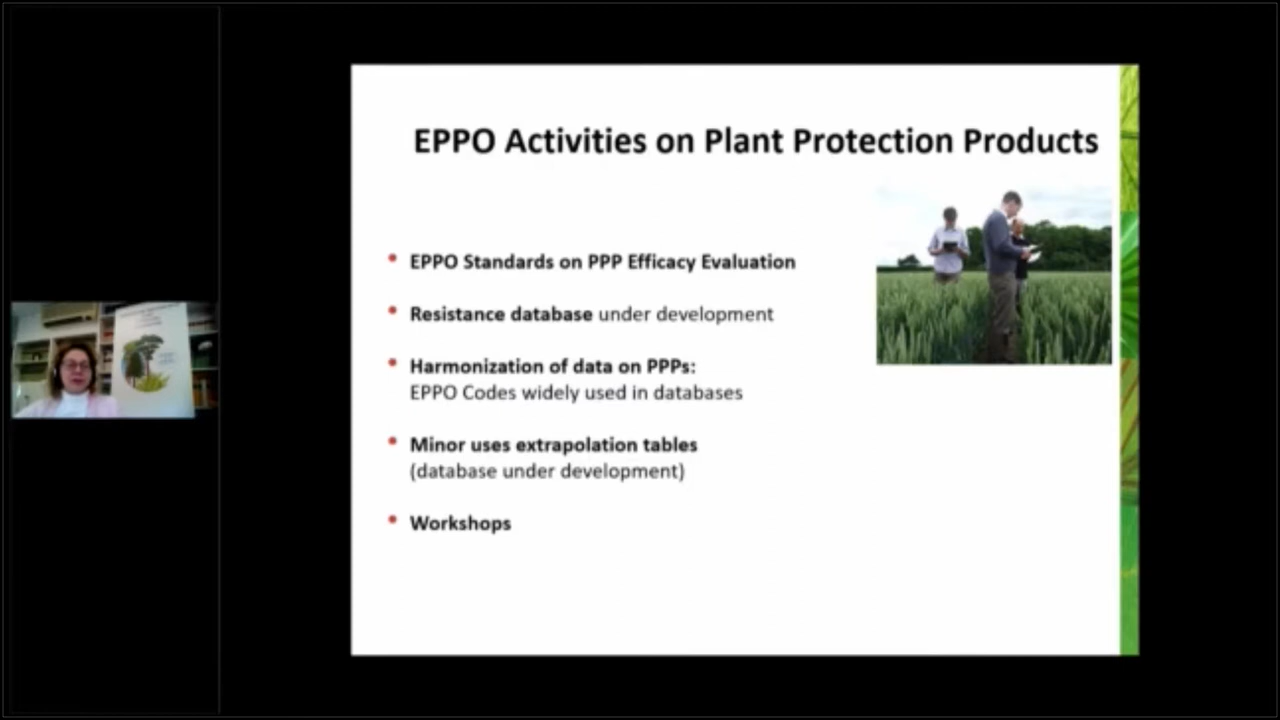 EPPO Activities on Plant Protection Products
• EPPO Standards on PPP Efficacy Evaluation
• Resistance database under development
• Harmonization of data on PPPs:
EPPO Codes widely used in databases
• Minor uses extrapolation tables
(database under development)
• Workshops